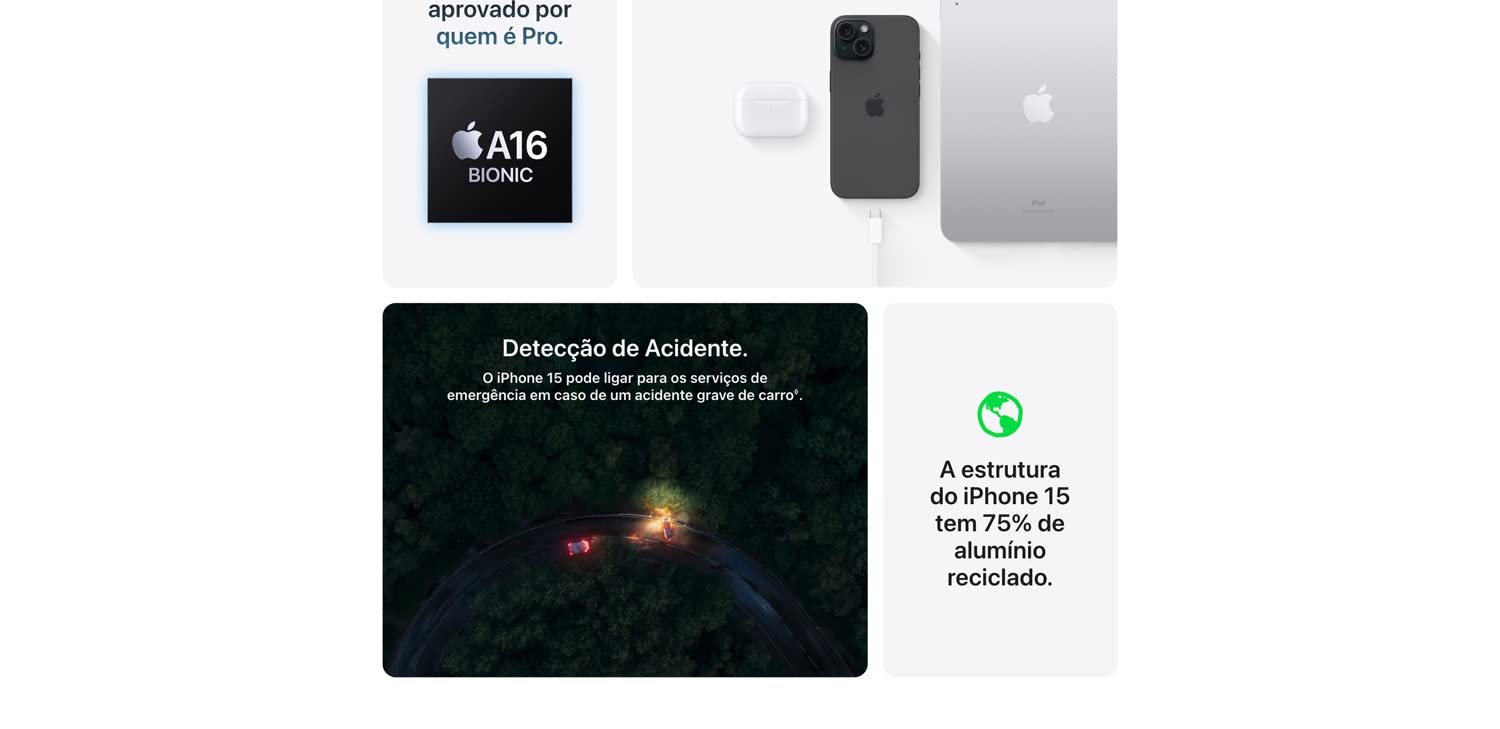 aprovado por
quem é Pro.
A16
BIONIC
iPad
Detecção de Acidente.
O iPhone 15 pode ligar para os serviços de
emergência em caso de um acidente grave de carro◊.
A estrutura
do iPhone 15
tem 75% de
alumínio
reciclado.